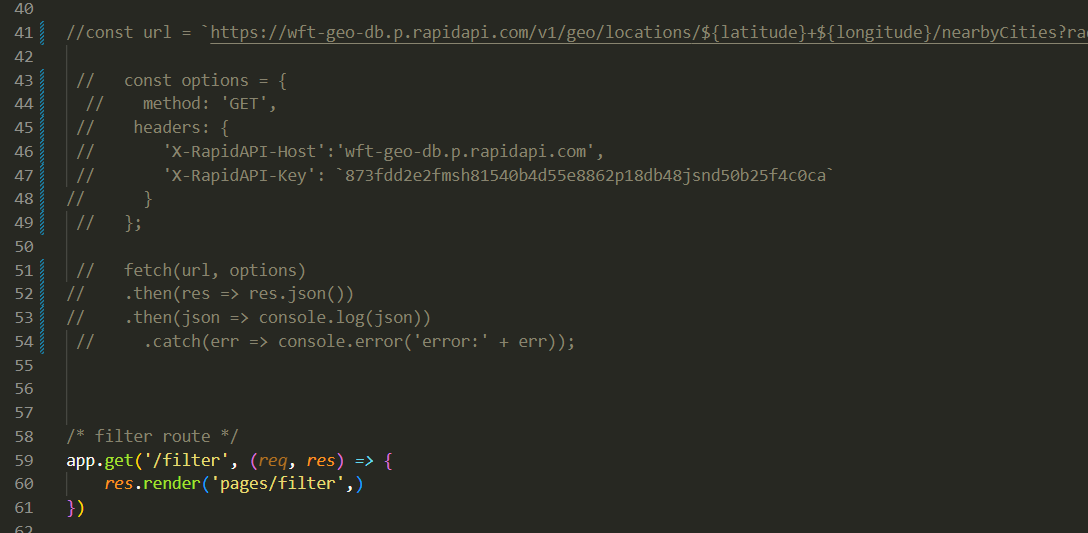 40
41 //const url = `https://wft-geo-db.p.rapidapi.com/v1/geo/locations/${latitude}+${longitude}/nearbyCities?ra
42
43 // const options = {
44 // method: 'GET',
45 // headers: {
46 // 'X-RapidAPI-Host':'wft-geo-db.p.rapidapi.com',
47 // 'X-RapidAPI-Key': `873fdd2e2fmsh81540b4d55e8862p18db48jsnd50b25f4c0ca`
48 // }
49 // };
50
51 // fetch(url, options)
52 // .then(res => res.json())
53 // .then(json => console.log(json))
54 // .catch(err => console.error('error:' + err));
55
56
57
58 /* filter route */
59 app.get('/filter', (req, res) => {
60 res.render('pages/filter',)
61 })
62